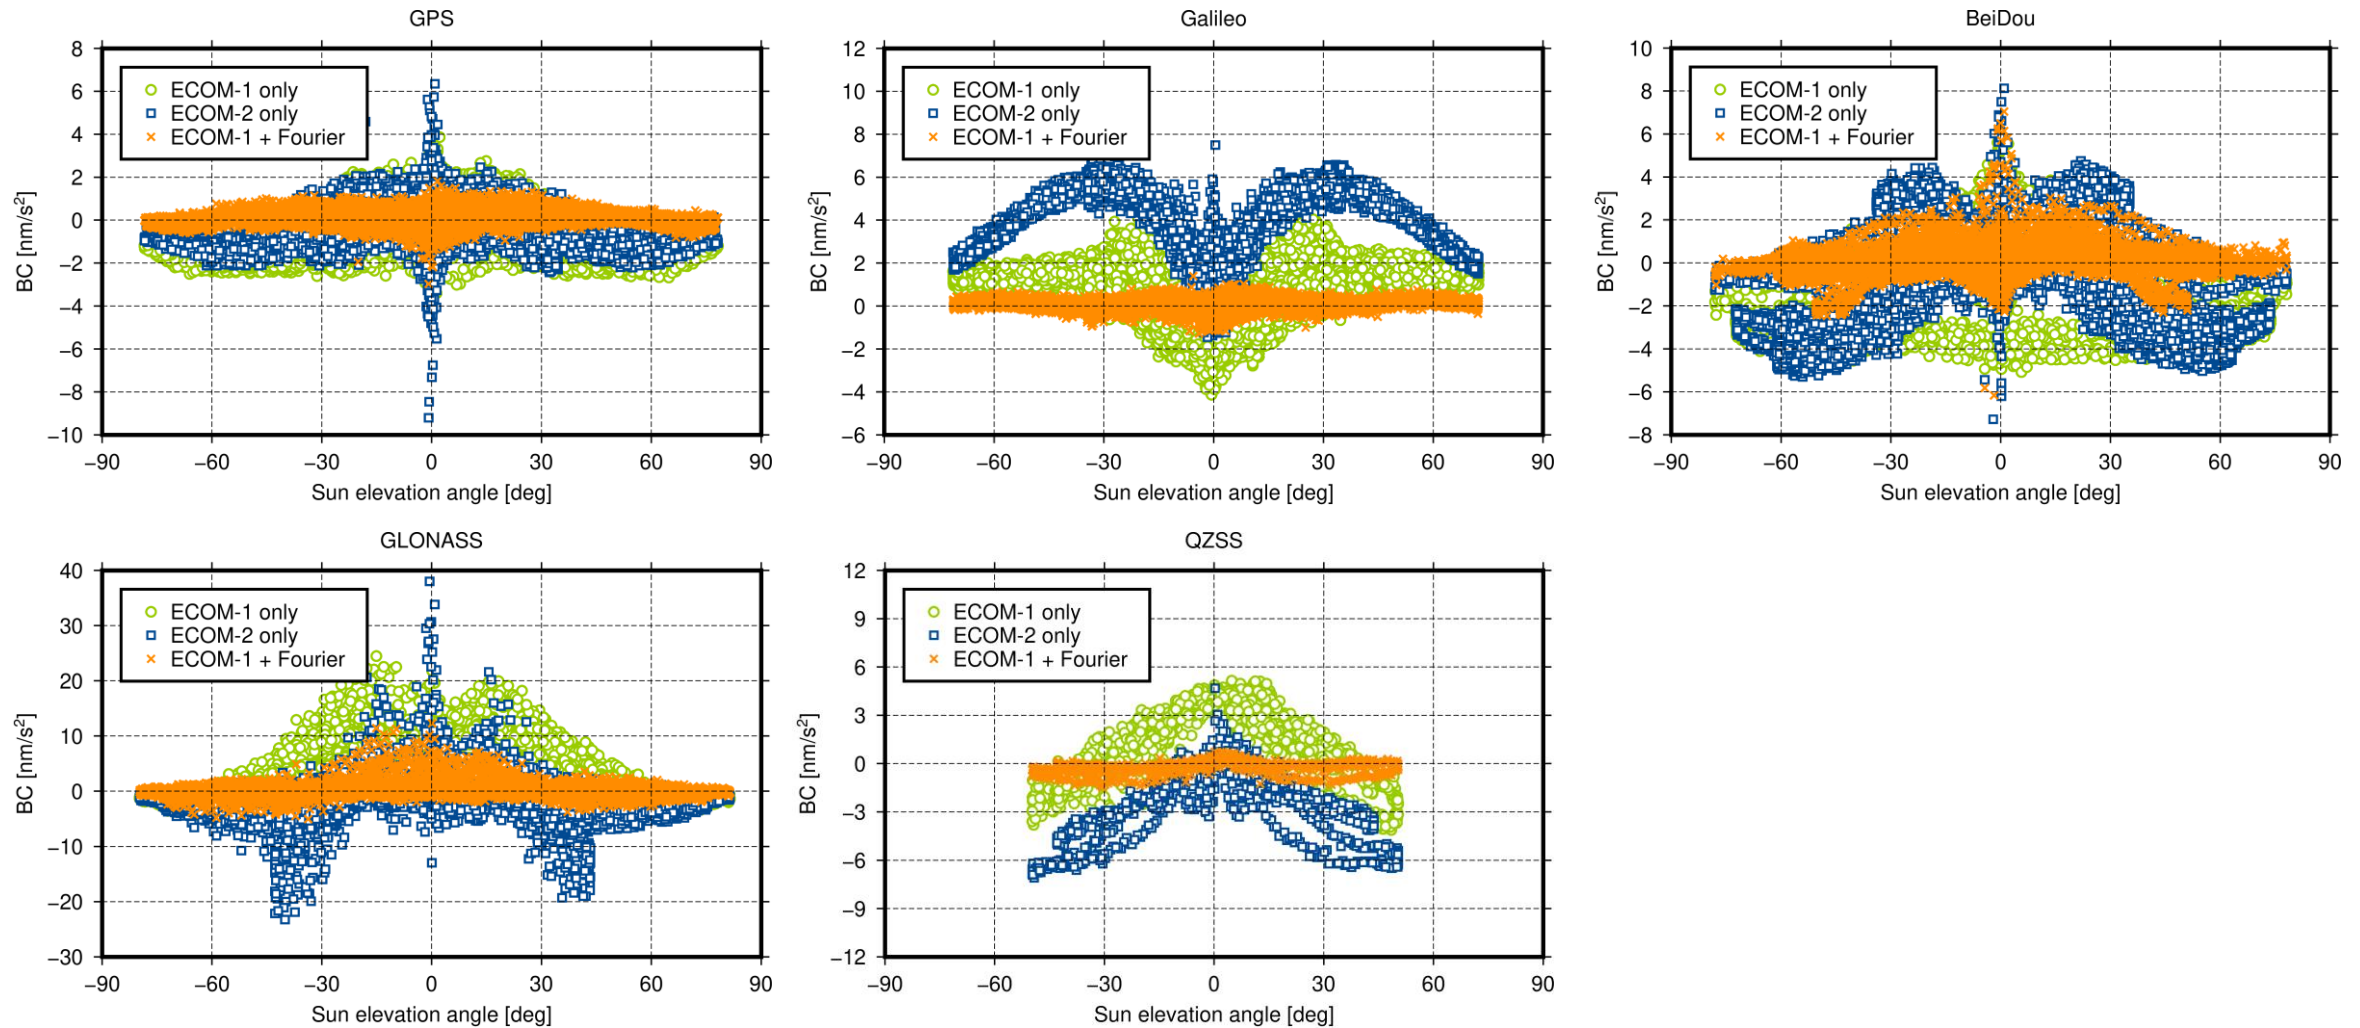 GPS
8
6
4
2
0
−2
−4
−6
−8
−10
−90 −60 −30 0 30 60 90
BC [nm/s²]
Sun elevation angle [deg]
ECOM-1 only
ECOM-2 only
ECOM-1 + Fourier
Galileo
12
10
8
6
4
2
0
−2
−4
−6
−90 −60 −30 0 30 60 90
BC [nm/s²]
Sun elevation angle [deg]
ECOM-1 only
ECOM-2 only
ECOM-1 + Fourier
BeiDou
10
8
6
4
2
0
−2
−4
−6
−8
−90 −60 −30 0 30 60 90
BC [nm/s²]
Sun elevation angle [deg]
ECOM-1 only
ECOM-2 only
ECOM-1 + Fourier
GLONASS
40
30
20
10
0
−10
−20
−30
−90 −60 −30 0 30 60 90
BC [nm/s²]
Sun elevation angle [deg]
ECOM-1 only
ECOM-2 only
ECOM-1 + Fourier
QZSS
12
9
6
3
0
−3
−6
−9
−12
−90 −60 −30 0 30 60 90
BC [nm/s²]
Sun elevation angle [deg]
ECOM-1 only
ECOM-2 only
ECOM-1 + Fourier